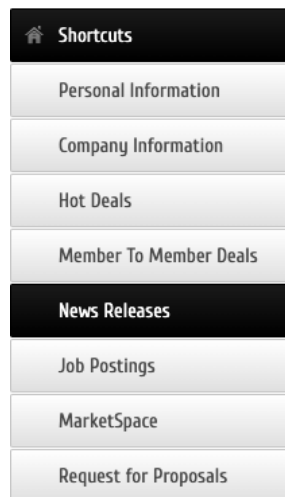 Shortcuts
Personal Information
Company Information
Hot Deals
Member To Member Deals
News Releases
Job Postings
MarketSpace
Request for Proposals